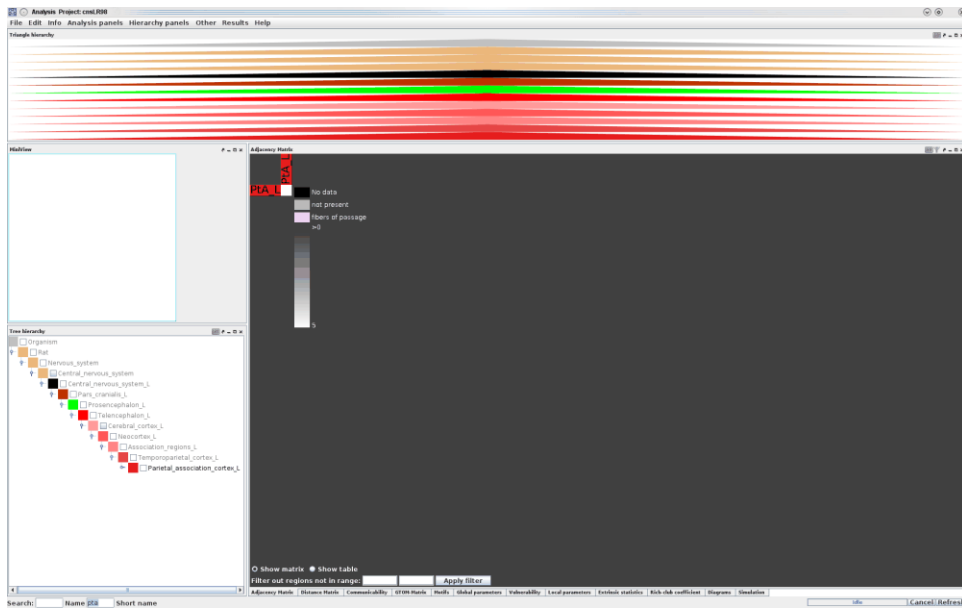 Analysis Project: cnsLR98
File Edit Info Analysis panels Hierarchy panels Other Results Help
Triangle hierarchy
MiniView
Adjacency Matrix
PtA_L
PtA_L
No data
not present
fibers of passage
>0
5
Tree hierarchy
Organism
Rat
Nervous_system
Central_nervous_system
Central_nervous_system_L
Pars_cranialis_L
Prosencephalon_L
Telencephalon_L
Cerebral_cortex_L
Neocortex_L
Association_regions_L
Temporoparietal_cortex_L
Parietal_association_cortex_L
Show matrix Show table
Filter out regions not in range: Apply filter
Adjacency Matrix Distance Matrix Communicability GTOM-Matrix Motifs Global parameters Vulnerability Local parameters Extrinsic statistics Rich-club coefficient Diagrams Simulation
Search: Name pta Short name
Idle Cancel Refres